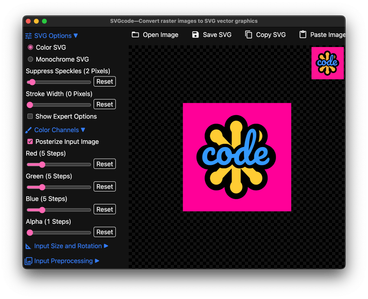 SVGcode—Convert raster images to SVG vector graphics
SVG Options ▼
Color SVG
Monochrome SVG
Suppress Speckles (2 Pixels)
Reset
Stroke Width (0 Pixels)
Reset
Show Expert Options
Color Channels ▼
Posterize Input Image
Red (5 Steps)
Reset
Green (5 Steps)
Reset
Blue (5 Steps)
Reset
Alpha (1 Steps)
Reset
Input Size and Rotation ▶
Input Preprocessing ▶
Open Image
Save SVG
Copy SVG
Paste Image
code
code